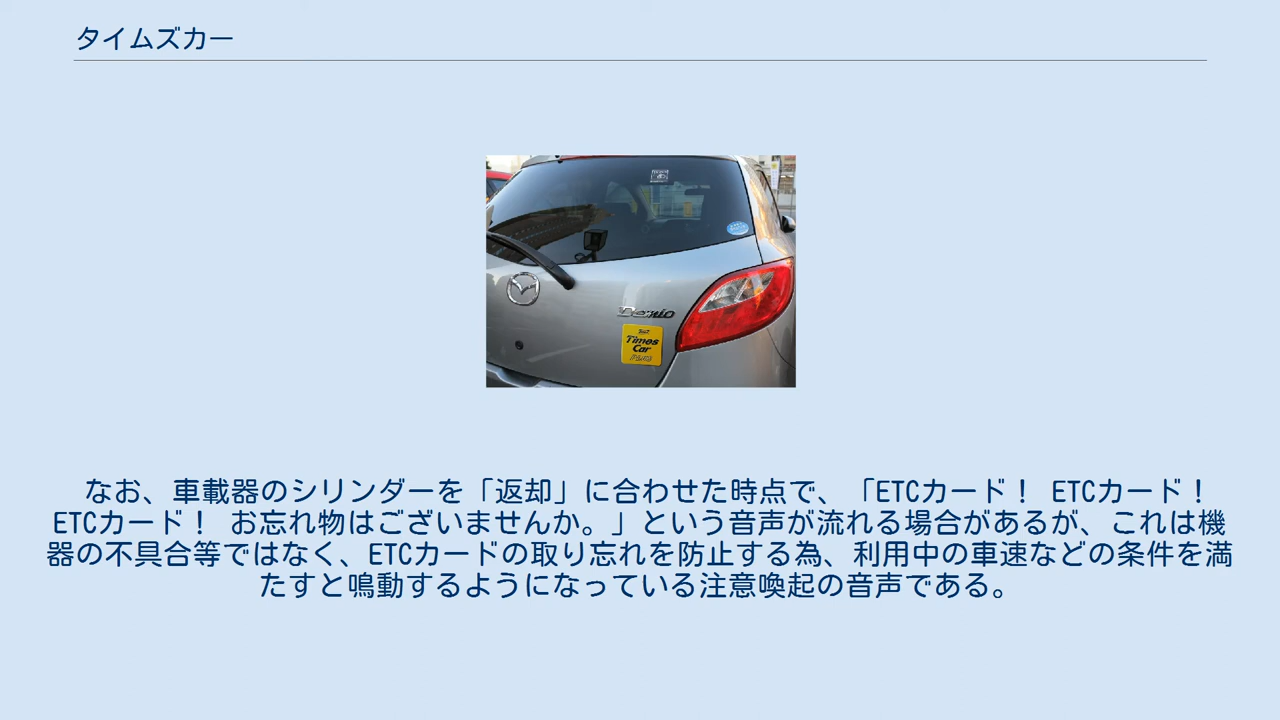 タイムズカー
Demio
Times
Car
PLUS
なお、車載器のシリンダーを「返却」に合わせた時点で、「ETCカード！ ETCカード！
ETCカード！ お忘れ物はございませんか。」という音声が流れる場合があるが、これは機
器の不具合等ではなく、ETCカードの取り忘れを防止する為、利用中の車速などの条件を満
たすと鳴動するようになっている注意喚起の音声である。